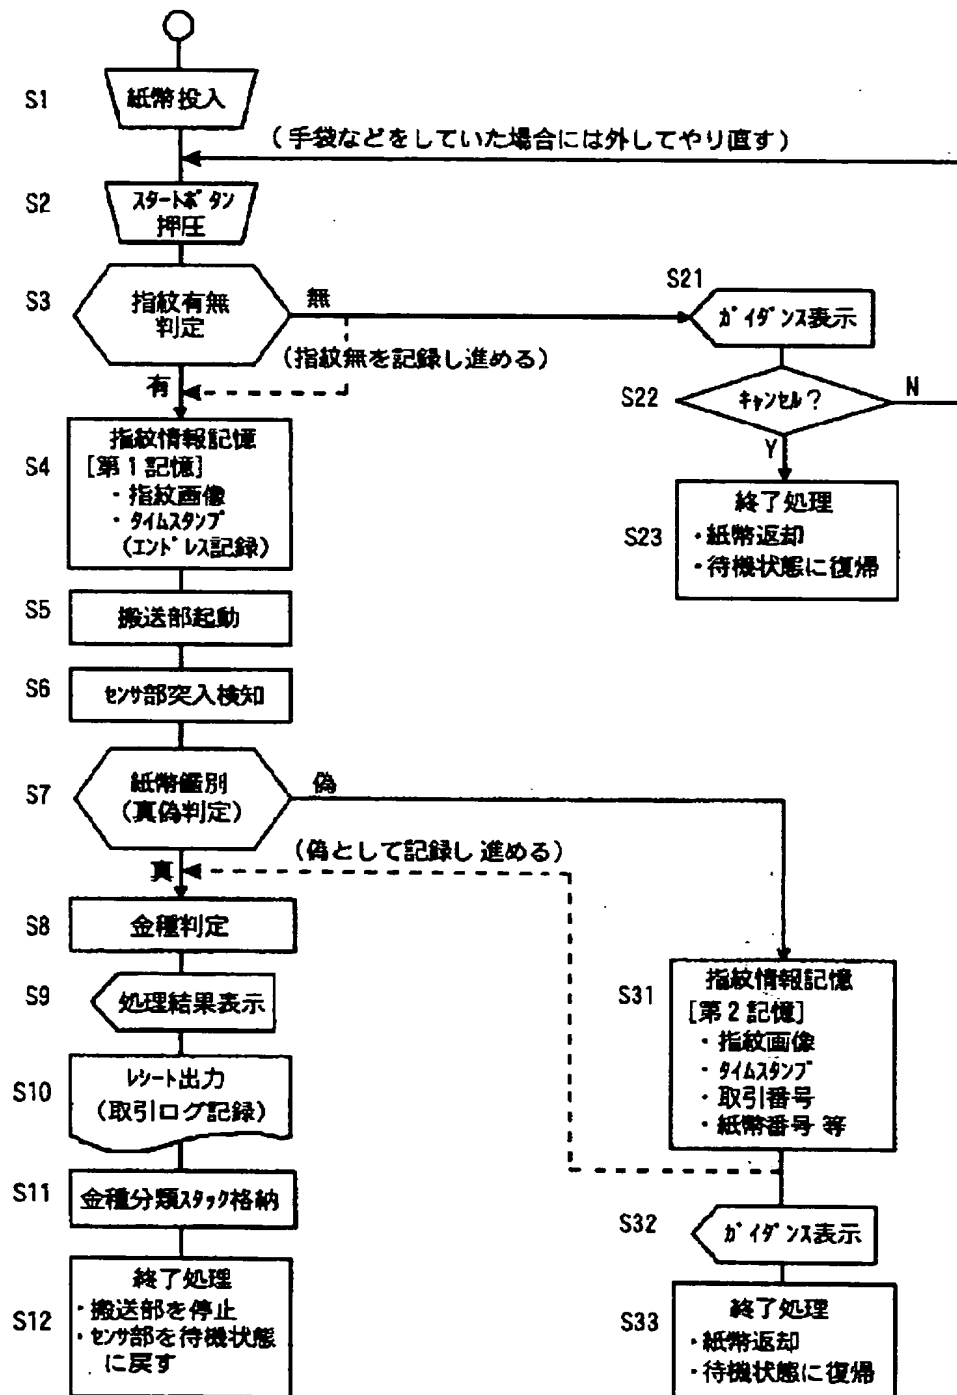 S1
紙幣投入
(手袋などをしていた場合には外してやり直す)
S2
スタートボタン
押圧
S3
指紋有無
判定
無
(指紋無を記録し進める)
有
S21
ガイダンス表示
S22
キャンセル?
N
Y
S23
終了処理
・紙幣返却
・待機状態に復帰
S4
指紋情報記憶
[第1記憶]
・指紋画像
・タイムスタンプ
(エンドレス記録)
S5
搬送部起動
S6
センサ部突入検知
S7
紙幣鑑別
(真偽判定)
偽
(偽として記録し進める)
真
S8
金種判定
S9
処理結果表示
S10
レシート出力
(取引ログ記録)
S11
金種分類スタック格納
S12
終了処理
・搬送部を停止
・センサ部を待機状態
に戻す
S31
指紋情報記憶
[第2記憶]
・指紋画像
・タイムスタンプ
・取引番号
・紙幣番号 等
S32
ガイダンス表示
S33
終了処理
・紙幣返却
・待機状態に復帰